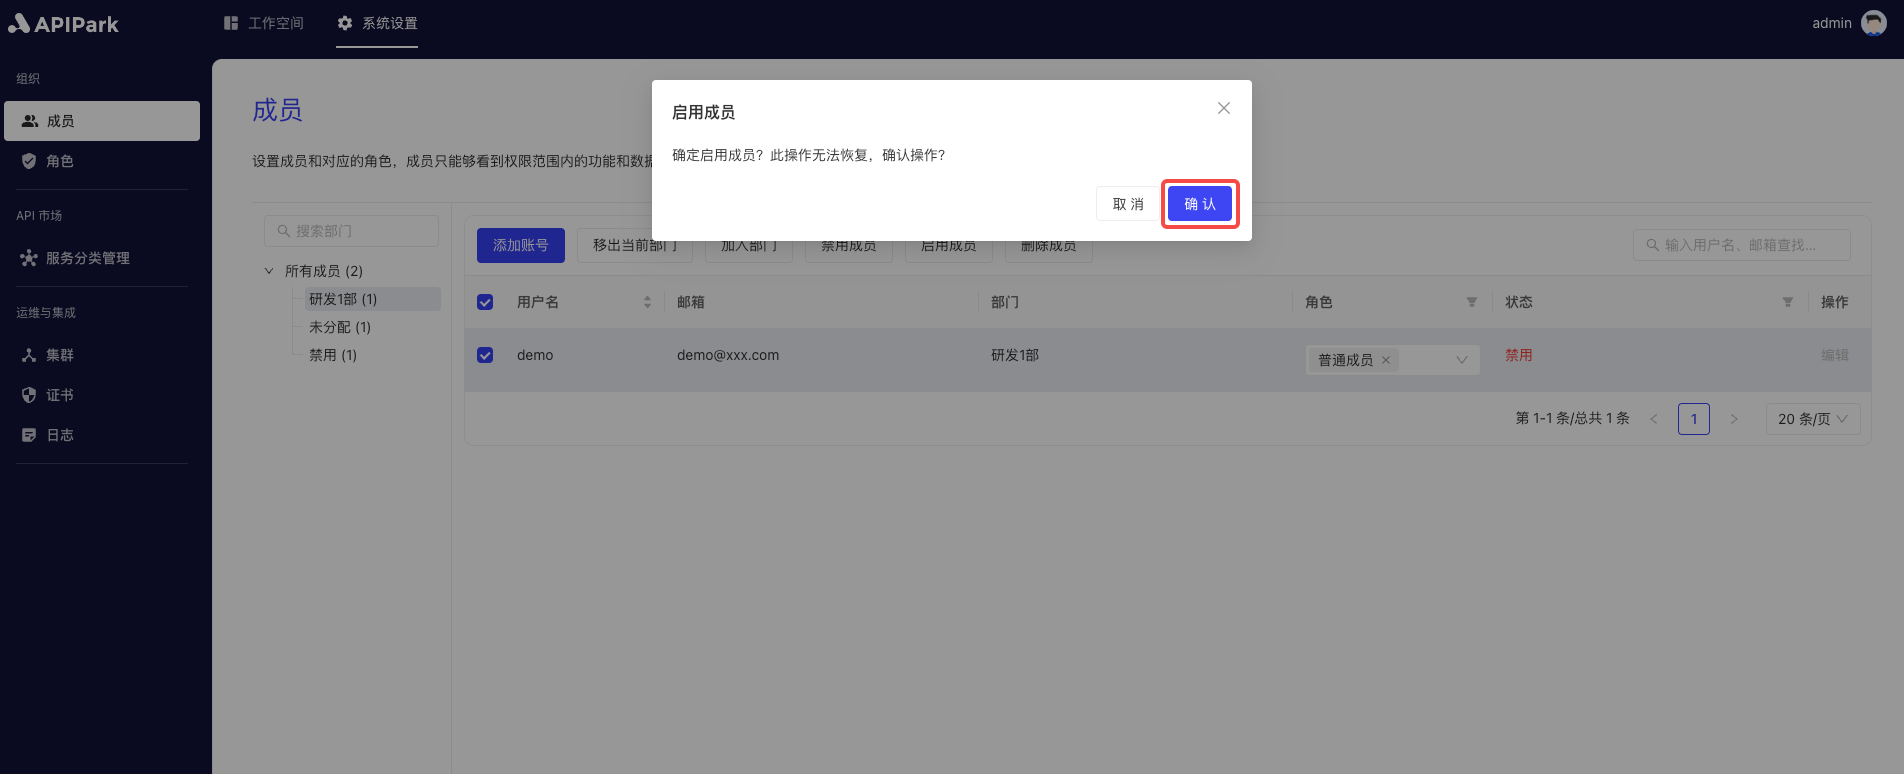 APIPark
工作空间
系统设置
admin
组织
成员
角色
API 市场
服务分类管理
运维与集成
集群
证书
日志
成员
设置成员和对应的角色，成员只能够看到权限范围内的功能和数据
启用成员
确定启用成员？此操作无法恢复，确认操作？
取 消
确 认
搜索部门
所有成员 (2)
研发1部 (1)
未分配 (1)
禁用 (1)
添加账号
移出当前部门
加入部门
禁用成员
启用成员
删除成员
输入用户名、邮箱查找...
用户名
邮箱
部门
角色
状态
操作
demo
demo@xxx.com
研发1部
普通成员
禁用
编辑
第 1-1 条/总共 1 条
1
20 条/页